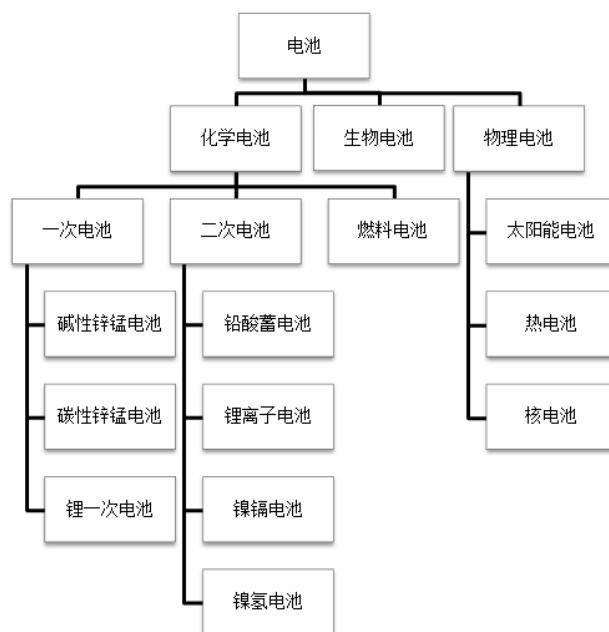 电池
化学电池
生物电池
物理电池
一次电池
二次电池
燃料电池
太阳能电池
碱性锌锰电池
铅酸蓄电池
热电池
碳性锌锰电池
锂离子电池
核电池
锂一次电池
镍镉电池
镍氢电池